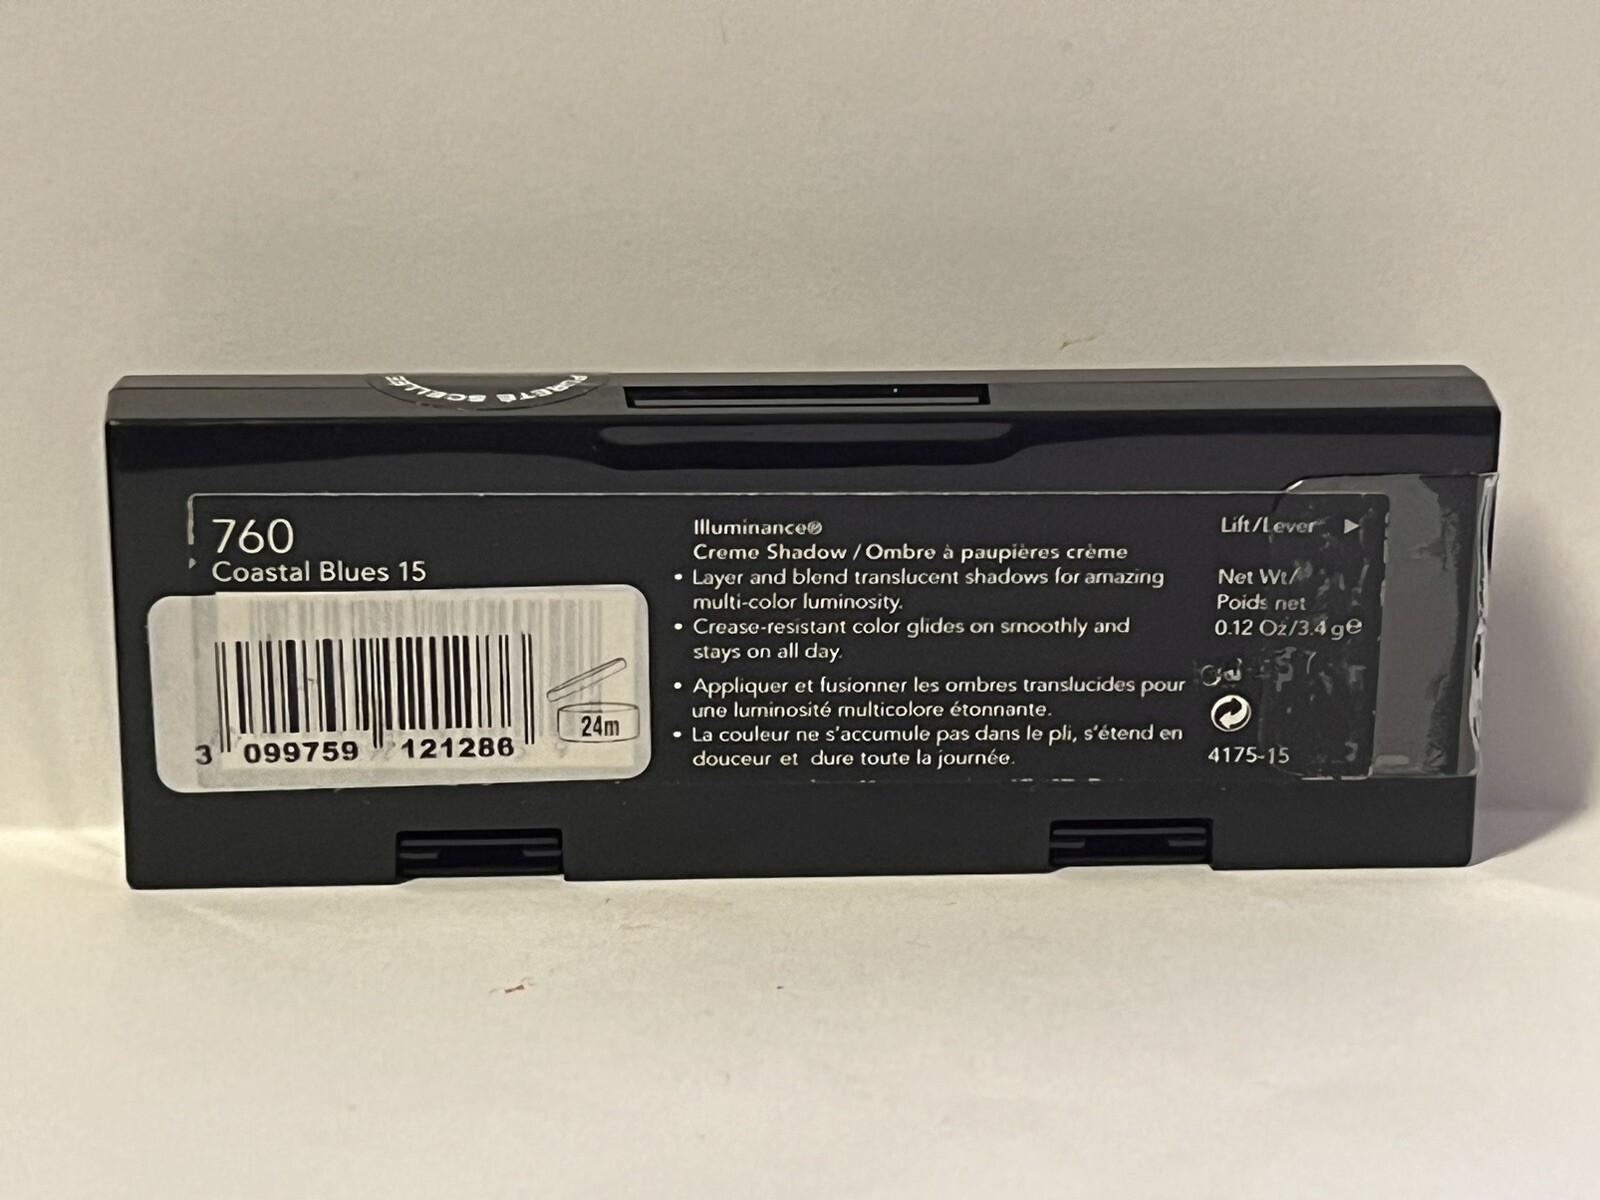 PURETÉ SCELLÉE
760
Coastal Blues 15
24m
3 099759 121286
Illuminance®
Creme Shadow / Ombre à paupières crème
• Layer and blend translucent shadows for amazing
multi-color luminosity.
• Crease-resistant color glides on smoothly and
stays on all day.
• Appliquer et fusionner les ombres translucides pour
une luminosité multicolore étonnante.
• La couleur ne s'accumule pas dans le pli, s'étend en
douceur et dure toute la journée.
Lift/Lever ►
Net Wt/
Poids net
0.12 Oz/3.4 g℮
4175-15